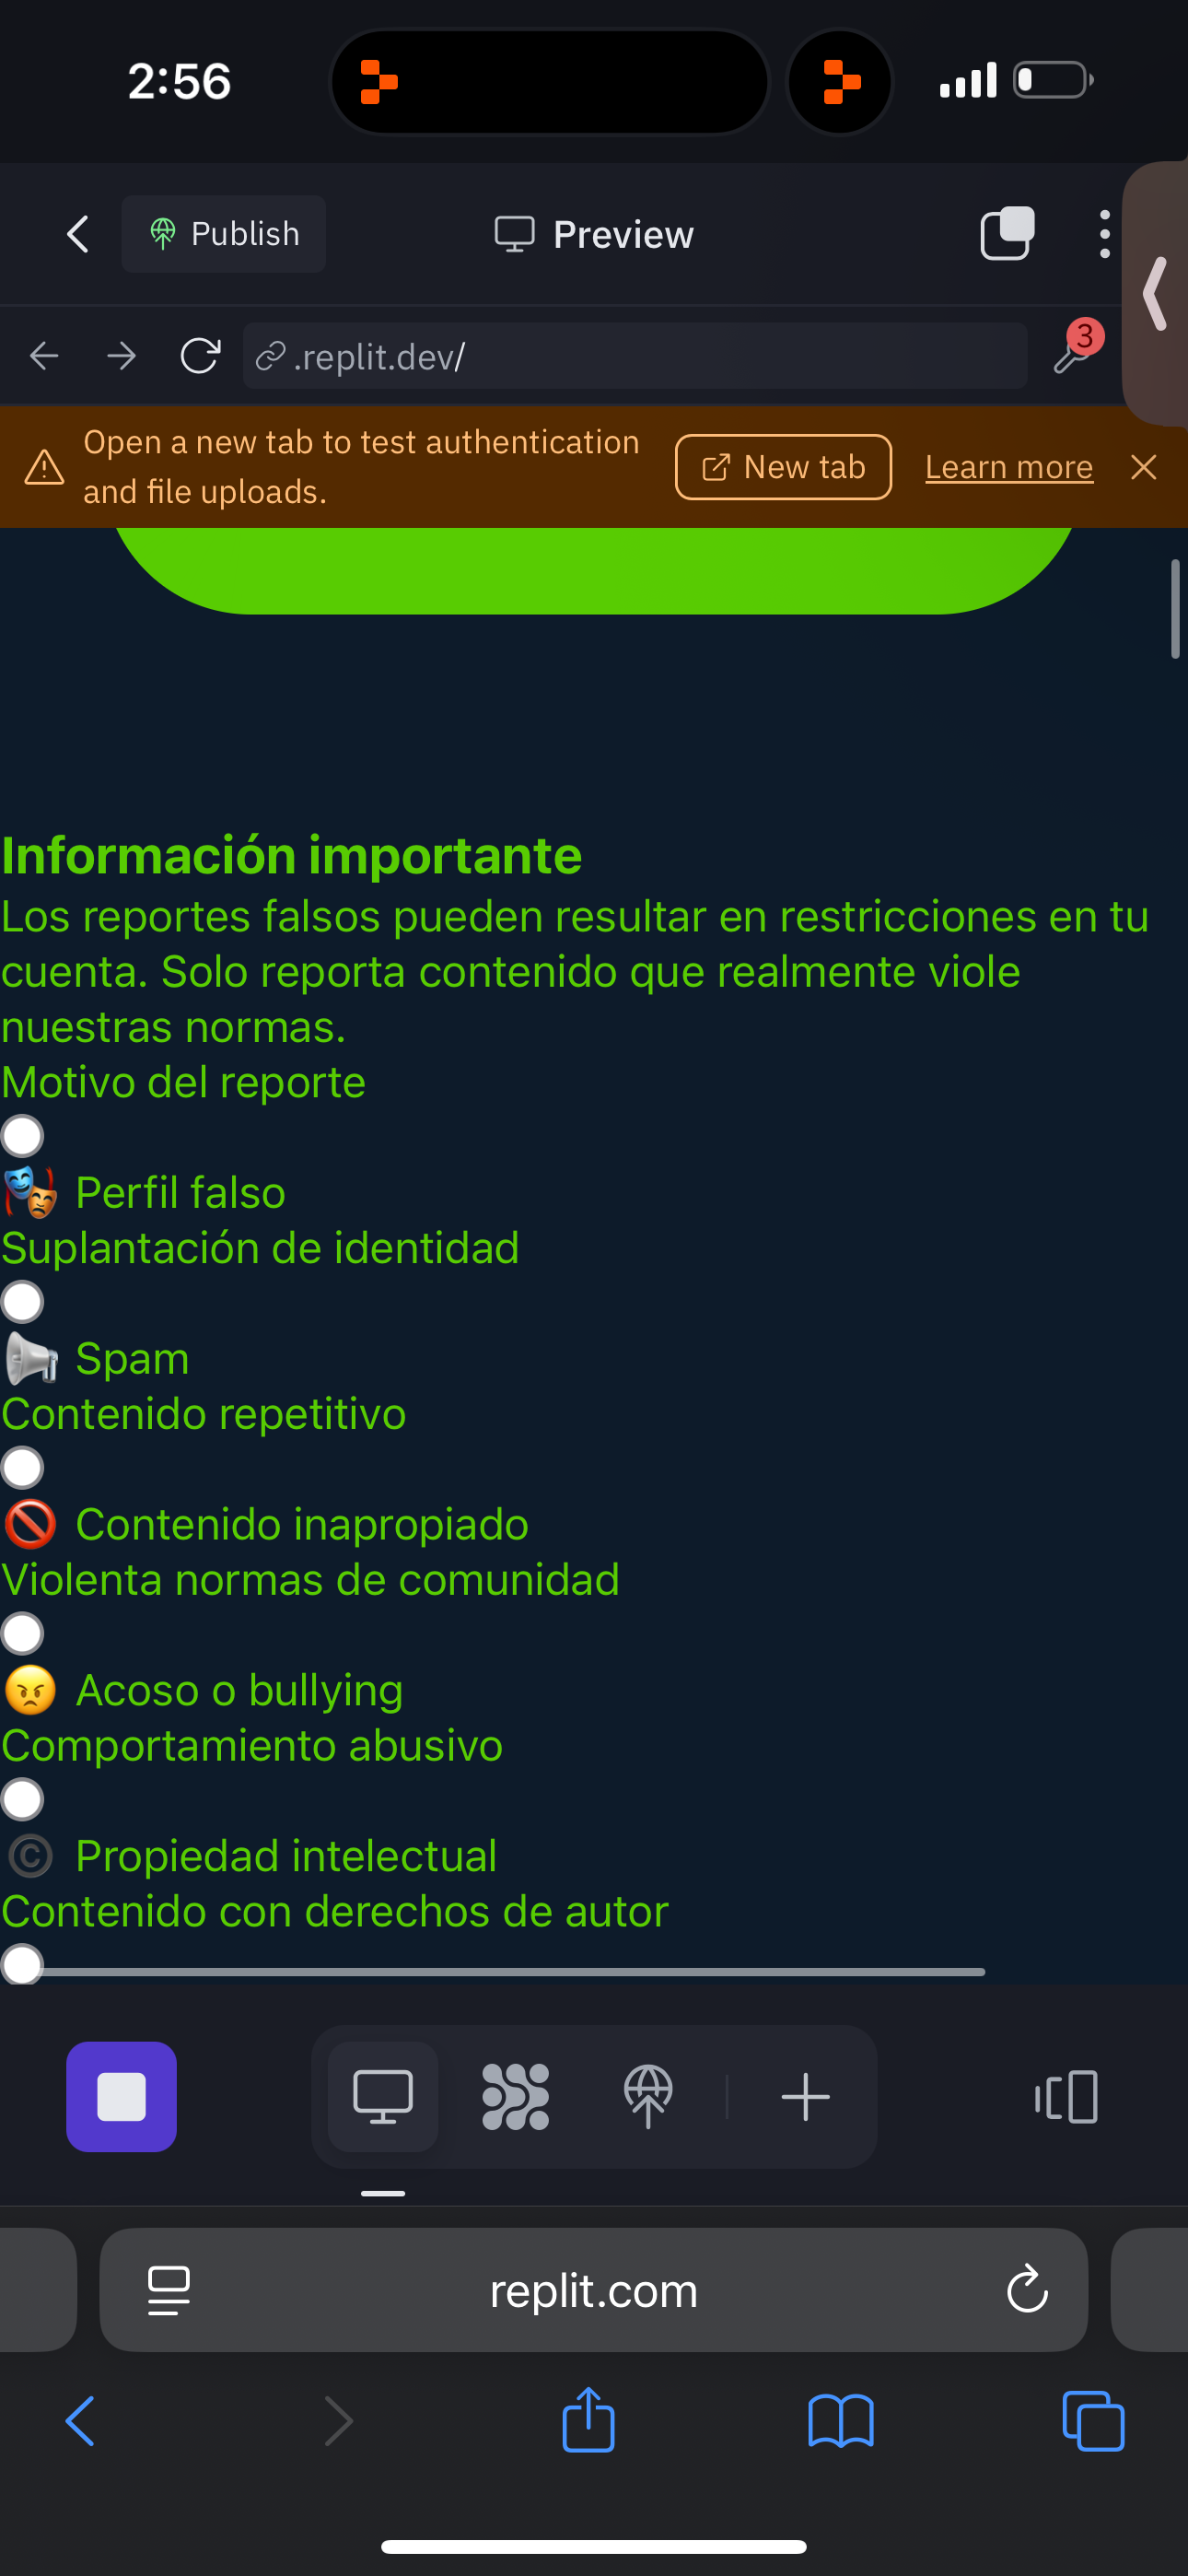 2:56
Publish
Preview
.replit.dev/
3
Open a new tab to test authentication
and file uploads.
New tab
Learn more
Información importante
Los reportes falsos pueden resultar en restricciones en tu
cuenta. Solo reporta contenido que realmente viole
nuestras normas.
Motivo del reporte
🎭 Perfil falso
Suplantación de identidad
📢 Spam
Contenido repetitivo
🚫 Contenido inapropiado
Violenta normas de comunidad
😠 Acoso o bullying
Comportamiento abusivo
©️ Propiedad intelectual
Contenido con derechos de autor
replit.com